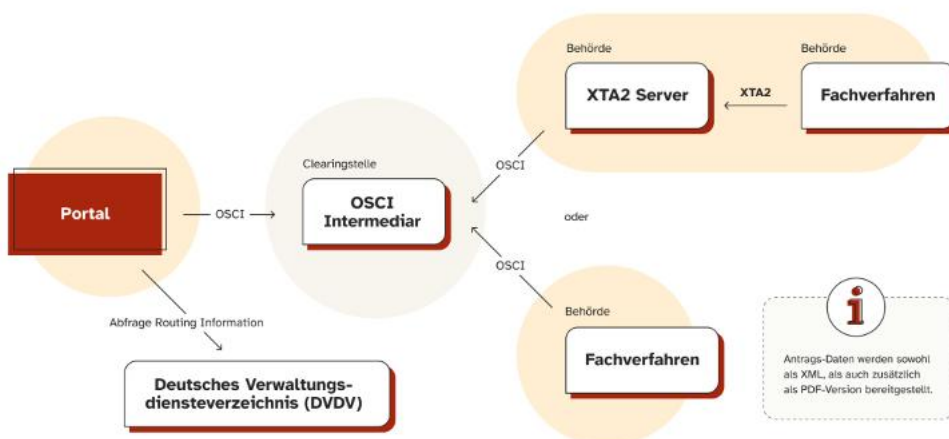 Behörde
Behörde
XTA2 Server
XTA2
Fachverfahren
Clearingstelle
OSCI
Portal
OSCI
OSCI
Intermediar
oder
OSCI
Abfrage Routing Information
Behörde
Fachverfahren
Deutsches Verwaltungs-
diensteverzeichnis (DVDV)
i
Antrags-Daten werden sowohl
als XML, als auch zusätzlich
als PDF-Version bereitgestellt.